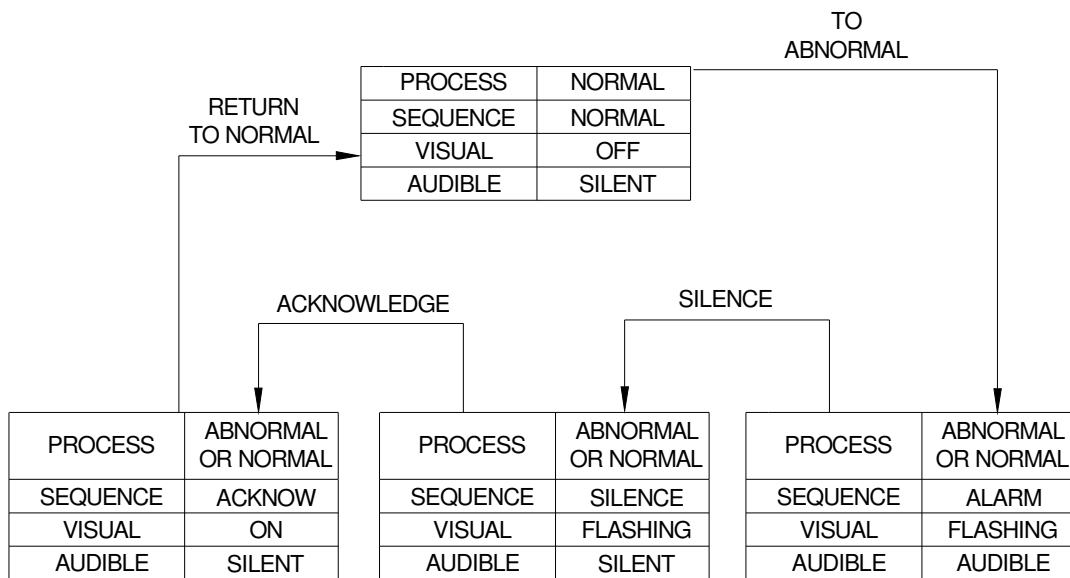 TO
ABNORMAL
PROCESS NORMAL
SEQUENCE NORMAL
VISUAL OFF
AUDIBLE SILENT
RETURN
TO NORMAL
ACKNOWLEDGE
SILENCE
PROCESS ABNORMAL
OR NORMAL
SEQUENCE ACKNOW
VISUAL ON
AUDIBLE SILENT
PROCESS ABNORMAL
OR NORMAL
SEQUENCE SILENCE
VISUAL FLASHING
AUDIBLE SILENT
PROCESS ABNORMAL
OR NORMAL
SEQUENCE ALARM
VISUAL FLASHING
AUDIBLE AUDIBLE